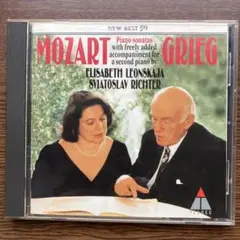 NEW BEST 50
MOZART GRIEG
Piano sonatas
with freely added
accompaniment for
a second piano by
ELISABETH LEONSKAJA
SVIATOSLAV RICHTER
TELDEC